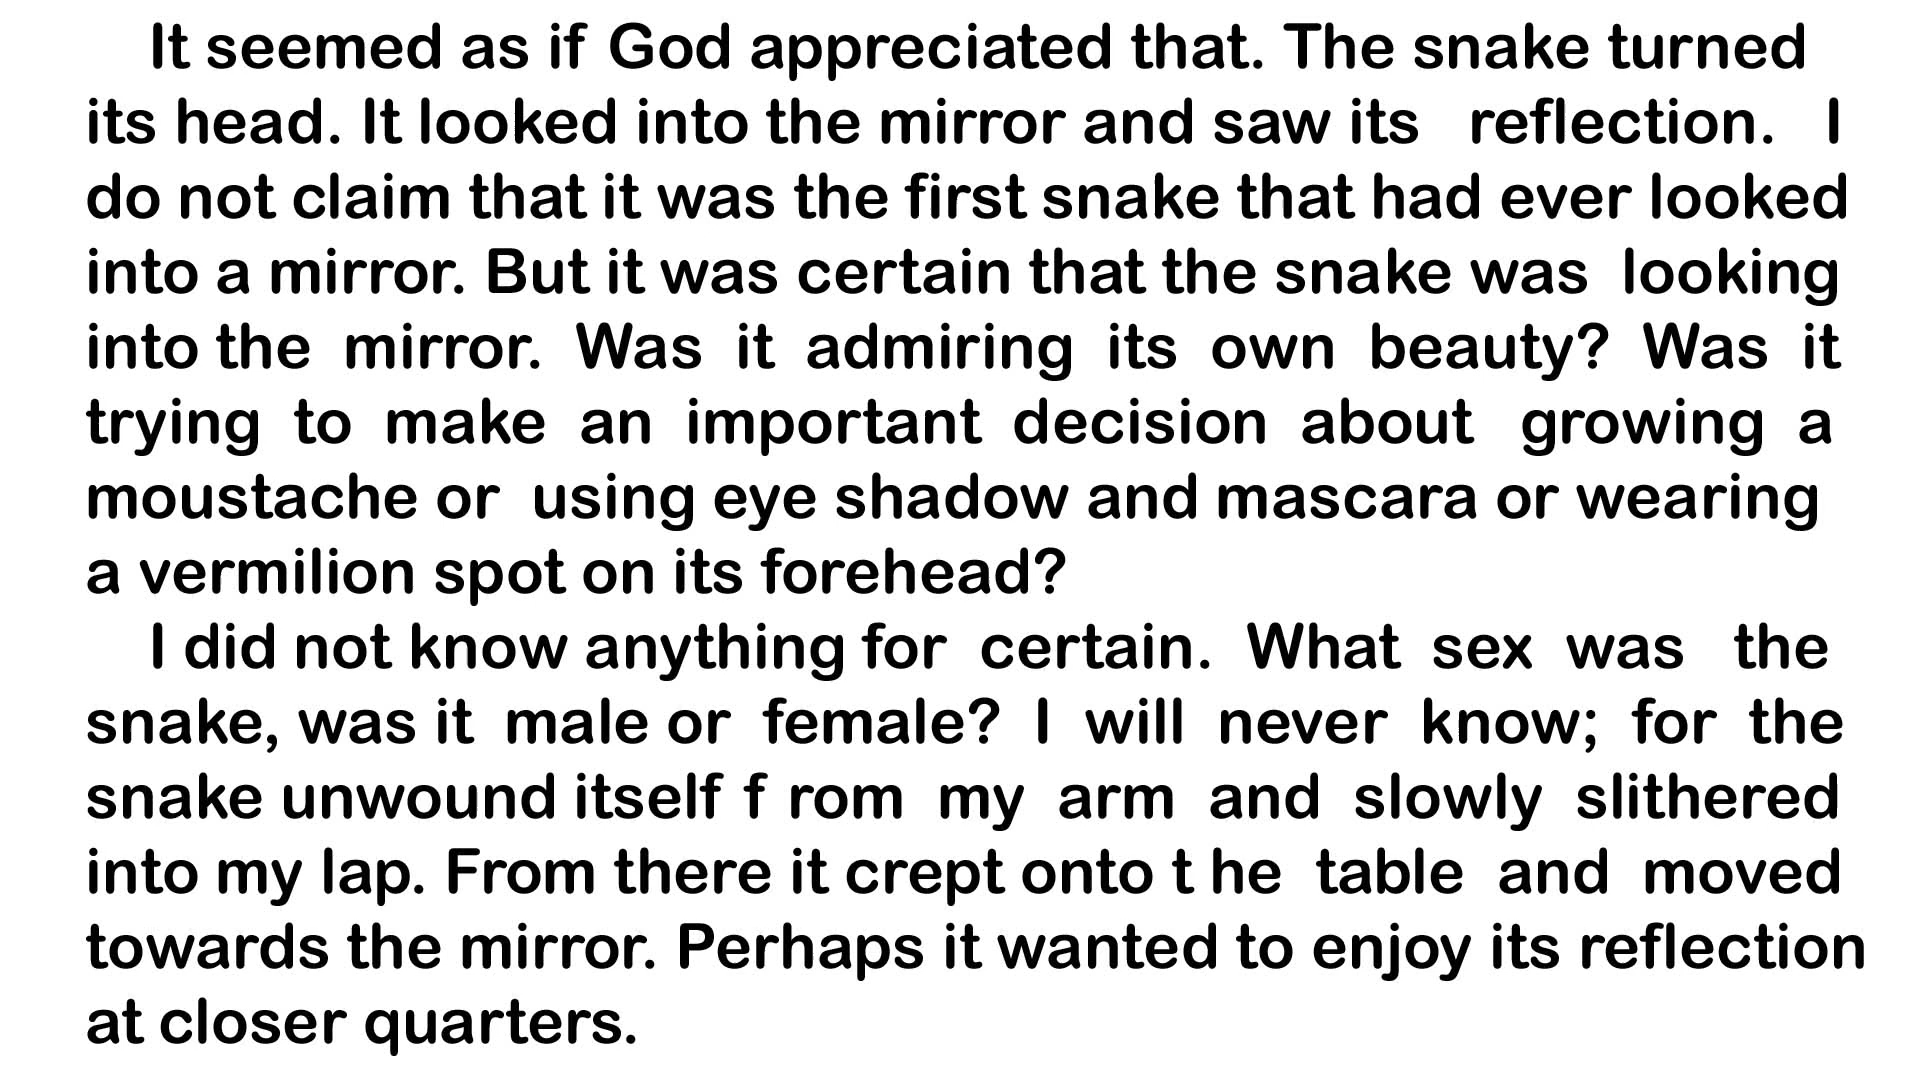 It seemed as if God appreciated that. The snake turned
its head. It looked into the mirror and saw its reflection. I
do not claim that it was the first snake that had ever looked
into a mirror. But it was certain that the snake was looking
into the mirror. Was it admiring its own beauty? Was it
trying to make an important decision about growing a
moustache or using eye shadow and mascara or wearing
a vermilion spot on its forehead?
I did not know anything for certain. What sex was the
snake, was it male or female? I will never know; for the
snake unwound itself f rom my arm and slowly slithered
into my lap. From there it crept onto t he table and moved
towards the mirror. Perhaps it wanted to enjoy its reflection
at closer quarters.